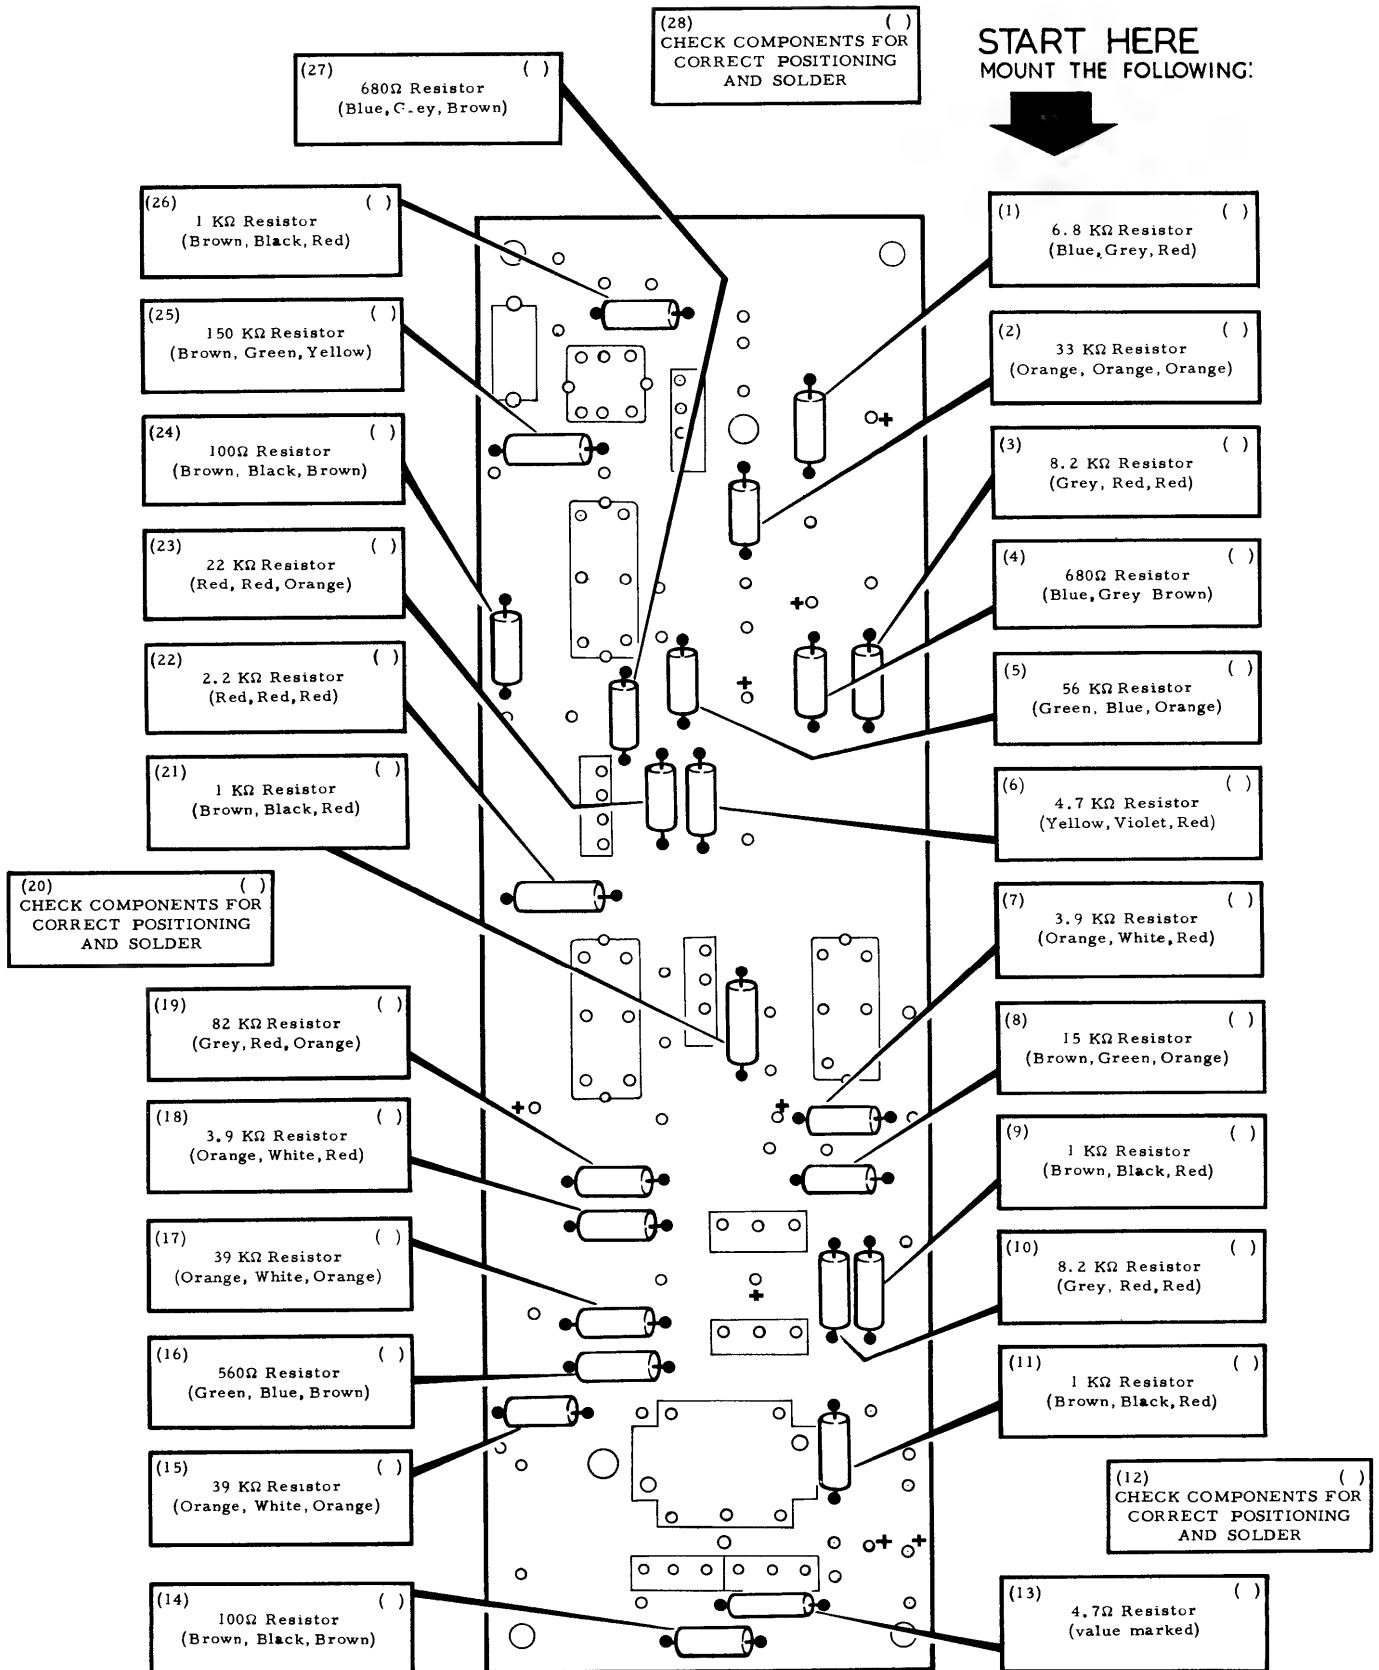 START HERE
MOUNT THE FOLLOWING:
(1) ( )
6.8 KΩ Resistor
(Blue, Grey, Red)
(2) ( )
33 KΩ Resistor
(Orange, Orange, Orange)
(3) ( )
8.2 KΩ Resistor
(Grey, Red, Red)
(4) ( )
680Ω Resistor
(Blue, Grey Brown)
(5) ( )
56 KΩ Resistor
(Green, Blue, Orange)
(6) ( )
4.7 KΩ Resistor
(Yellow, Violet, Red)
(7) ( )
3.9 KΩ Resistor
(Orange, White, Red)
(8) ( )
15 KΩ Resistor
(Brown, Green, Orange)
(9) ( )
1 KΩ Resistor
(Brown, Black, Red)
(10) ( )
8.2 KΩ Resistor
(Grey, Red, Red)
(11) ( )
1 KΩ Resistor
(Brown, Black, Red)
(12) ( )
CHECK COMPONENTS FOR
CORRECT POSITIONING
AND SOLDER
(13) ( )
4.7Ω Resistor
(value marked)
(14) ( )
100Ω Resistor
(Brown, Black, Brown)
(15) ( )
39 KΩ Resistor
(Orange, White, Orange)
(16) ( )
560Ω Resistor
(Green, Blue, Brown)
(17) ( )
39 KΩ Resistor
(Orange, White, Orange)
(18) ( )
3.9 KΩ Resistor
(Orange, White, Red)
(19) ( )
82 KΩ Resistor
(Grey, Red, Orange)
(20) ( )
CHECK COMPONENTS FOR
CORRECT POSITIONING
AND SOLDER
(21) ( )
1 KΩ Resistor
(Brown, Black, Red)
(22) ( )
2.2 KΩ Resistor
(Red, Red, Red)
(23) ( )
22 KΩ Resistor
(Red, Red, Orange)
(24) ( )
100Ω Resistor
(Brown, Black, Brown)
(25) ( )
150 KΩ Resistor
(Brown, Green, Yellow)
(26) ( )
1 KΩ Resistor
(Brown, Black, Red)
(27) ( )
680Ω Resistor
(Blue, Grey, Brown)
(28) ( )
CHECK COMPONENTS FOR
CORRECT POSITIONING
AND SOLDER
+
+
+
+
+
+
+ +